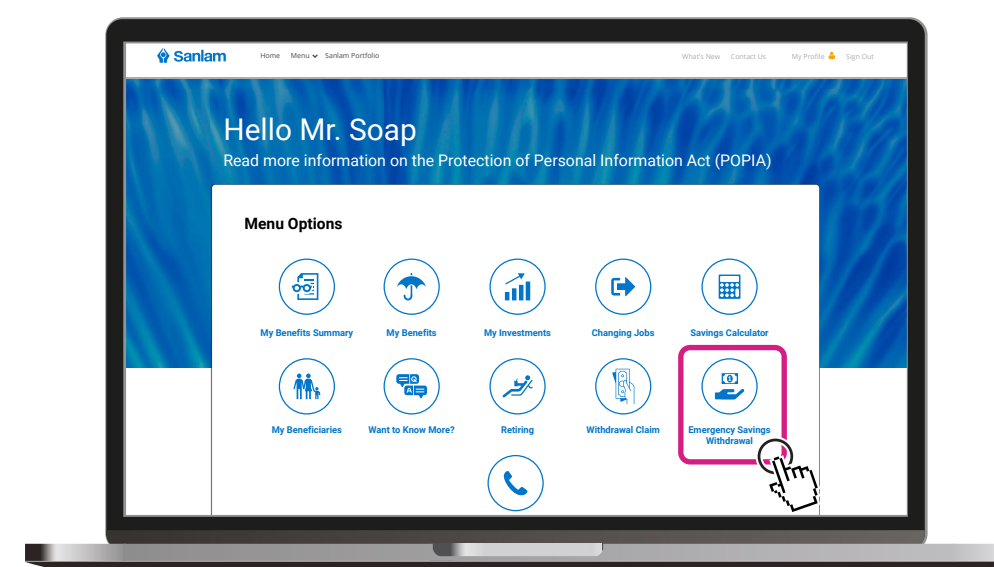 Sanlam Home Menu Sanlam Portfolio What's New Contact Us My Profile Sign Out
Hello Mr. Soap
Read more information on the Protection of Personal Information Act (POPIA)
Menu Options
My Benefits Summary My Benefits My Investments Changing Jobs Savings Calculator
Q
A
My Beneficiaries Want to Know More? Retiring Withdrawal Claim Emergency Savings
Withdrawal